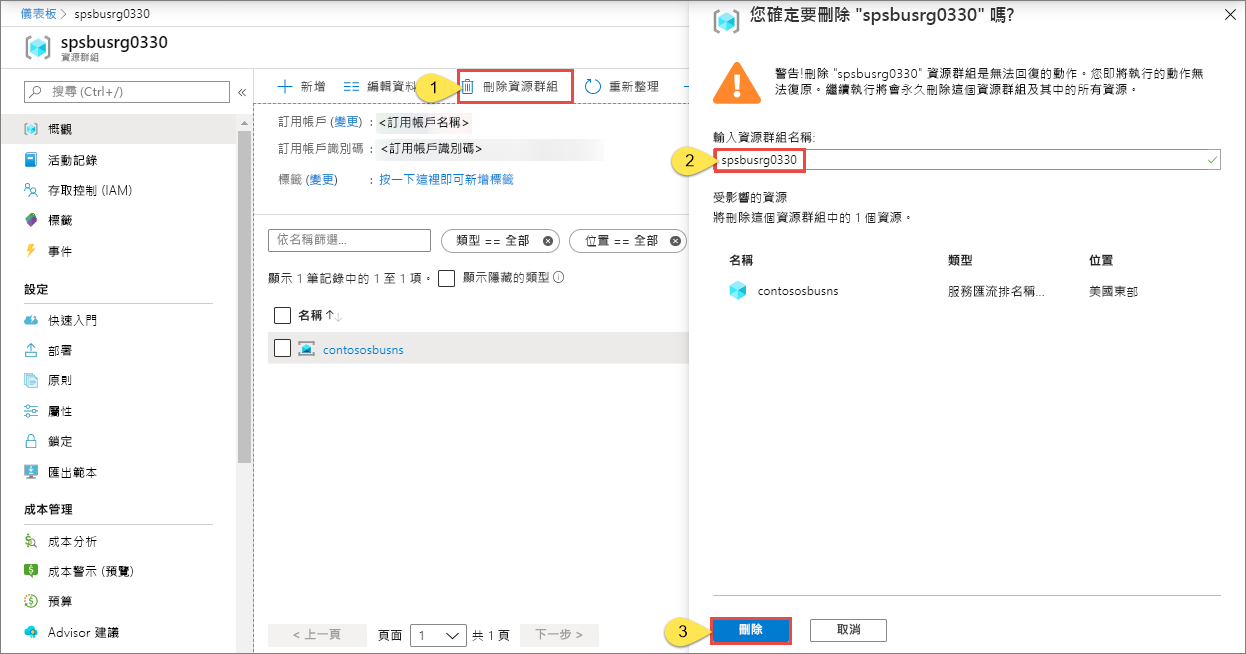 儀表板 > spsbusrg0330
spsbusrg0330
資源群組
搜尋 (Ctrl+/)
«
概觀
活動記錄
存取控制 (IAM)
標籤
事件
設定
快速入門
部署
原則
屬性
鎖定
匯出範本
成本管理
成本分析
成本警示 (預覽)
預算
Advisor 建議
新增
編輯資料
1
刪除資源群組
重新整理
訂用帳戶 (變更) : <訂用帳戶名稱>
訂用帳戶識別碼 : <訂用帳戶識別碼>
標籤 (變更) : 按一下這裡即可新增標籤
依名稱篩選...
類型 == 全部
位置 == 全部
顯示 1 筆記錄中的 1 至 1 項。
顯示隱藏的類型
名稱 ↑↓
contososbusns
< 上一頁
頁面 1 共 1 頁
下一步 >
您確定要刪除 "spsbusrg0330" 嗎?
警告!刪除 "spsbusrg0330" 資源群組是無法回復的動作。您即將執行的動作無
法復原。繼續執行將會永久刪除這個資源群組及其中的所有資源。
輸入資源群組名稱:
2
spsbusrg0330
受影響的資源
將刪除這個資源群組中的 1 個資源。
名稱 類型 位置
contososbusns 服務匯流排名稱... 美國東部
3
刪除
取消